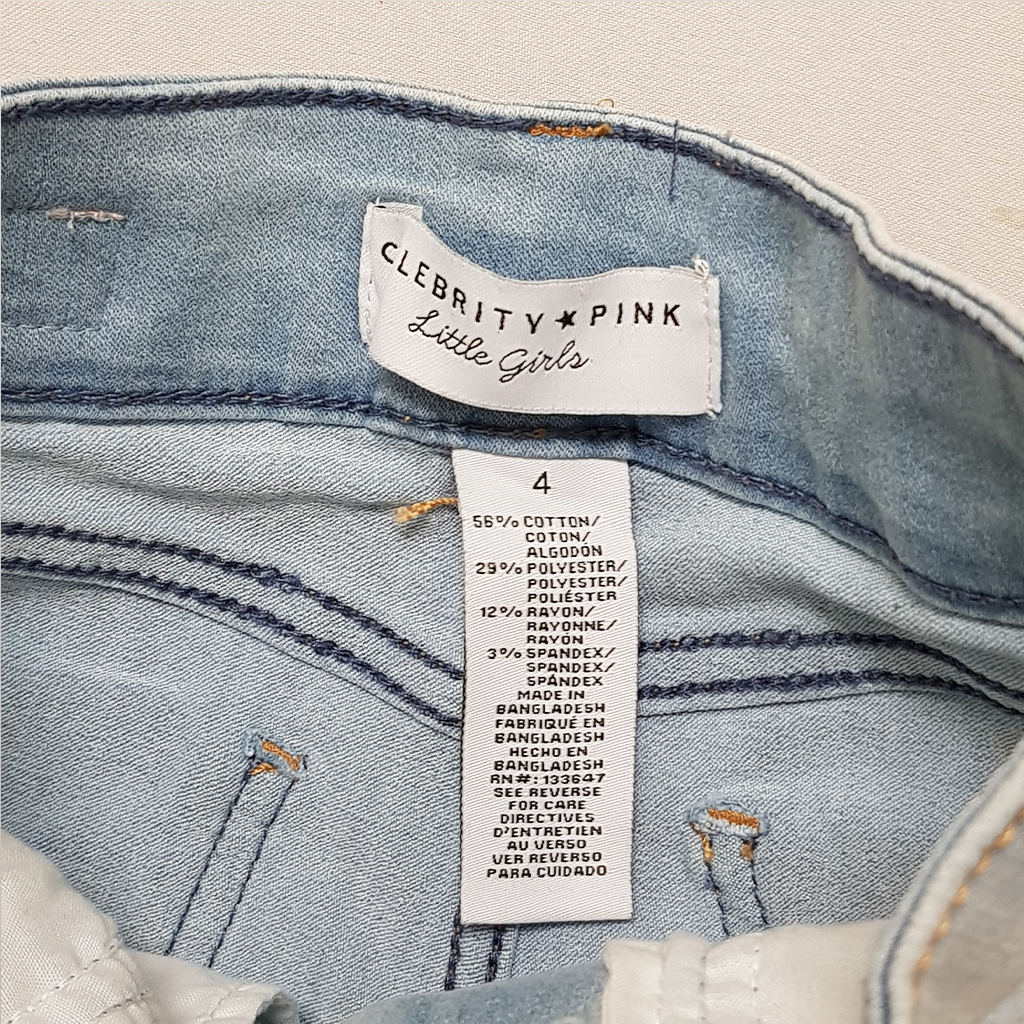 CLEBRITY★PINK
Little Girls
4
56% COTTON/
COTON/
ALGODÓN
29% POLYESTER/
POLYESTER/
POLIÉSTER
12% RAYON/
RAYONNE/
RAYÓN
3% SPANDEX/
SPANDEX/
SPÁNDEX
MADE IN
BANGLADESH
FABRIQUÉ EN
BANGLADESH
HECHO EN
BANGLADESH
RN#: 133647
SEE REVERSE
FOR CARE
DIRECTIVES
D'ENTRETIEN
AU VERSO
VER REVERSO
PARA CUIDADO